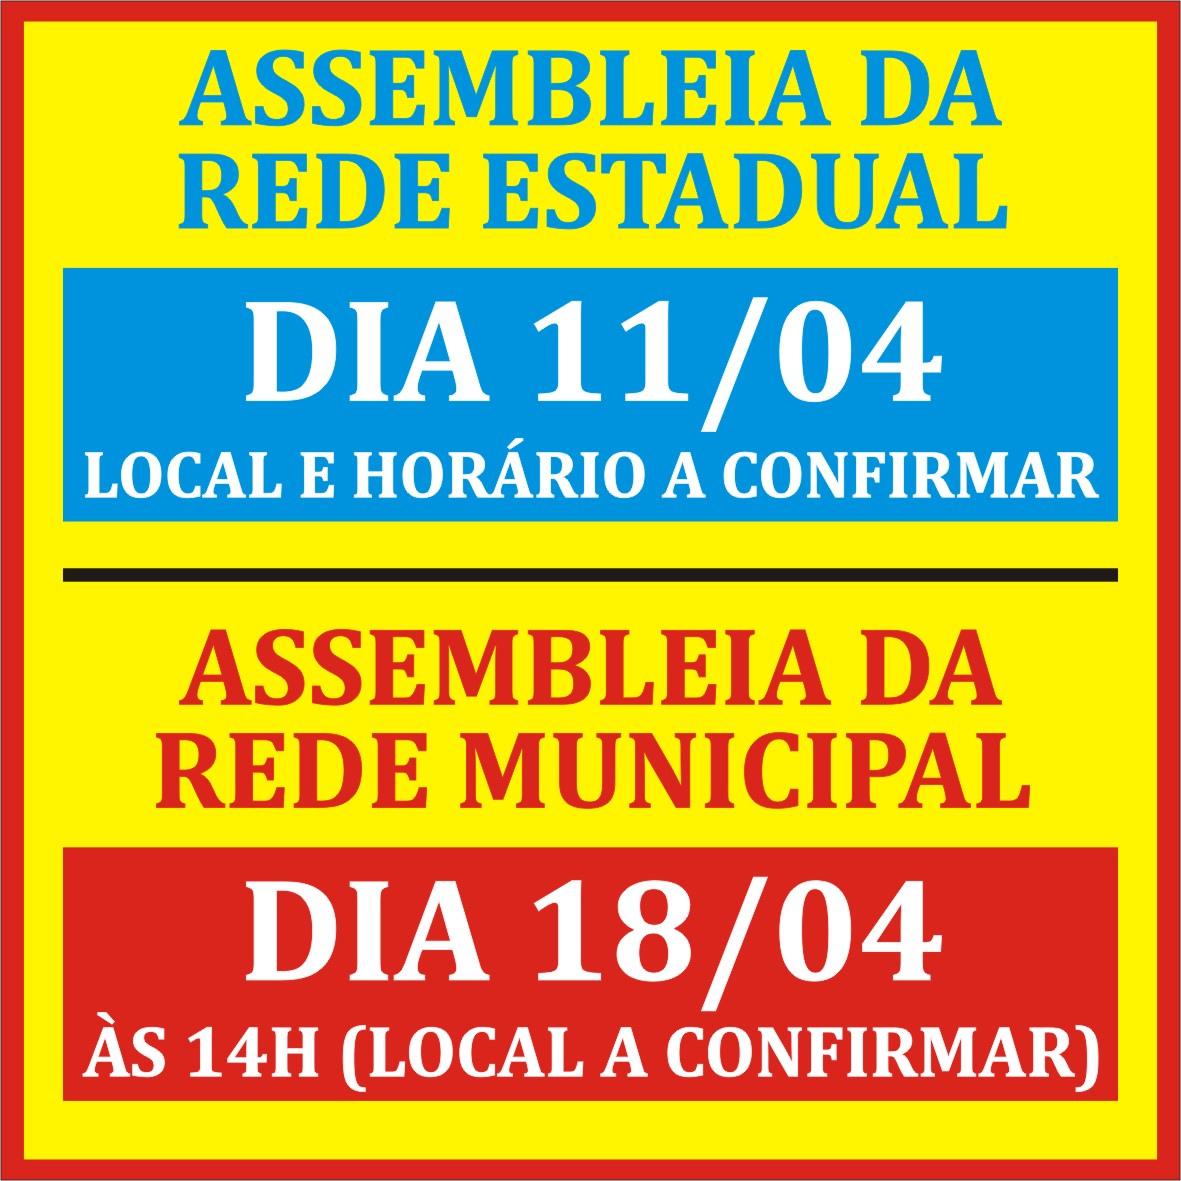 ASSEMBLEIA DA
REDE ESTADUAL
DIA 11/04
LOCAL E HORÁRIO A CONFIRMAR
ASSEMBLEIA DA
REDE MUNICIPAL
DIA 18/04
ÀS 14H (LOCAL A CONFIRMAR)